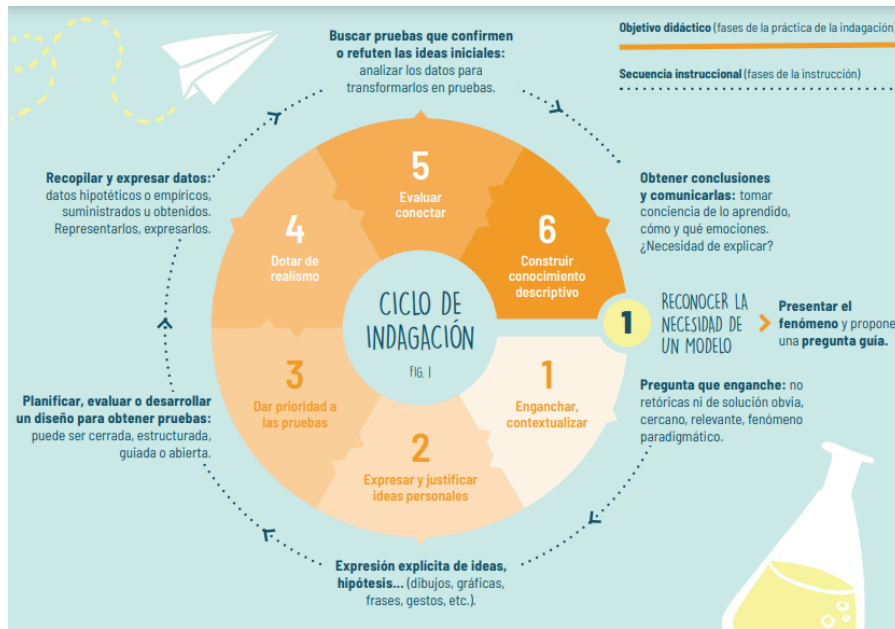 Objetivo didáctico (fases de la práctica de la indagación)
Secuencia instruccional (fases de la instrucción)
Buscar pruebas que confirmen
o refuten las ideas iniciales:
analizar los datos para
transformarlos en pruebas.
Recopilar y expresar datos:
datos hipotéticos o empíricos,
suministrados u obtenidos.
Representarlos, expresarlos.
Obtener conclusiones
y comunicarlas: tomar
conciencia de lo aprendido,
cómo y qué emociones.
¿Necesidad de explicar?
5
Evaluar
conectar
4
Dotar de
realismo
6
Construir
conocimiento
descriptivo
CICLO DE
INDAGACIÓN
FIG. 1
1
RECONOCER LA
NECESIDAD DE
UN MODELO
Presentar el
fenómeno y propone
una pregunta guía.
3
Dar prioridad a
las pruebas
1
Enganchar,
contextualizar
2
Expresar y justificar
ideas personales
Planificar, evaluar o desarrollar
un diseño para obtener pruebas:
puede ser cerrada, estructurada,
guiada o abierta.
Pregunta que enganche: no
retóricas ni de solución obvia,
cercano, relevante, fenómeno
paradigmático.
Expresión explícita de ideas,
hipótesis... (dibujos, gráficas,
frases, gestos, etc.).